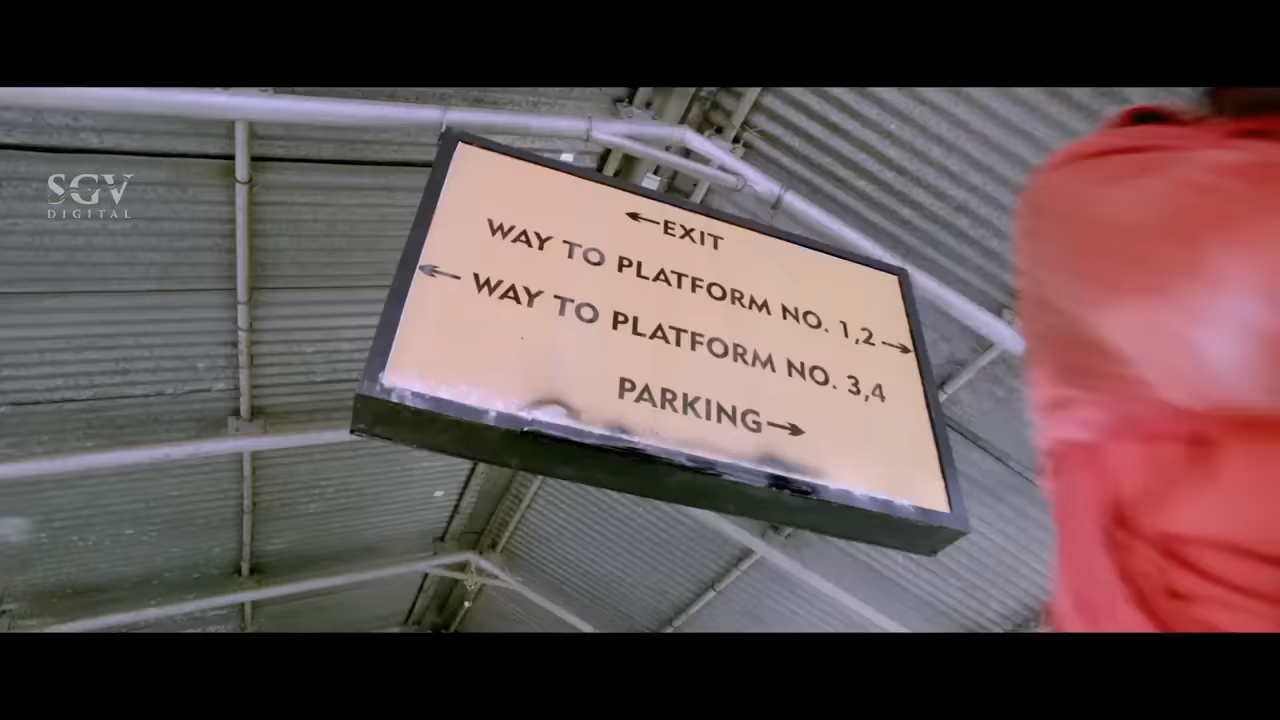 SGV
DIGITAL
←EXIT
WAY TO PLATFORM NO. 1,2→
←WAY TO PLATFORM NO. 3,4
PARKING→